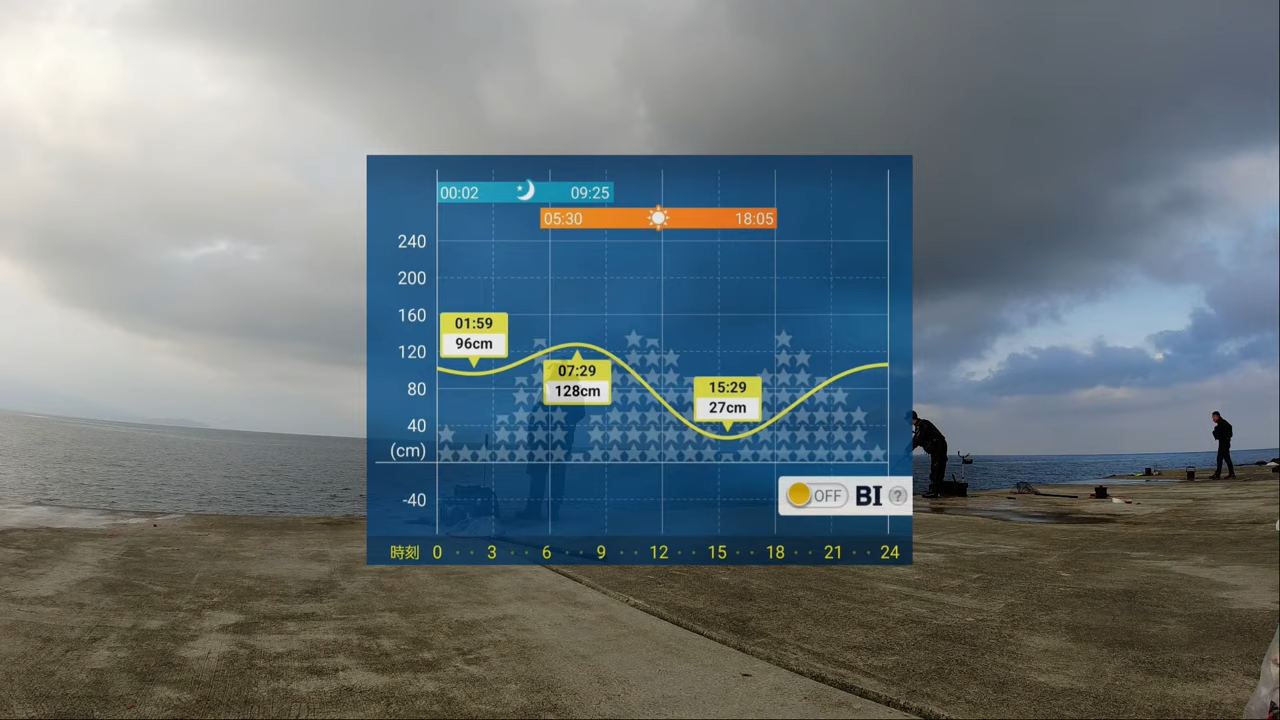 00:02 09:25
05:30 18:05
240
200
160
120
80
40
(cm)
-40
01:59
96cm
07:29
128cm
15:29
27cm
OFF BI ?
時刻 0 3 6 9 12 15 18 21 24